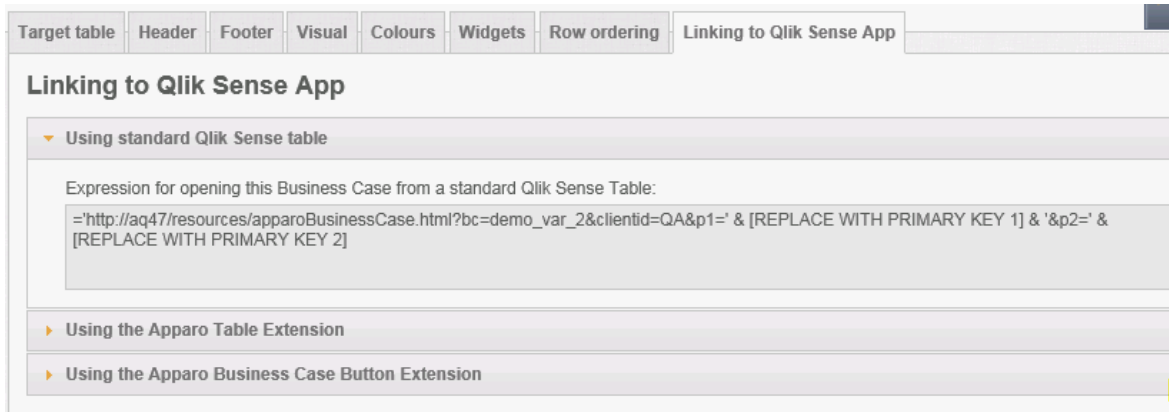 Target table Header Footer Visual Colours Widgets Row ordering Linking to Qlik Sense App
Linking to Qlik Sense App
Using standard Qlik Sense table
Expression for opening this Business Case from a standard Qlik Sense Table:
='http://aq47/resources/apparoBusinessCase.html?bc=demo_var_2&clientid=QA&p1=' & [REPLACE WITH PRIMARY KEY 1] & '&p2=' &
[REPLACE WITH PRIMARY KEY 2]
Using the Apparo Table Extension
Using the Apparo Business Case Button Extension